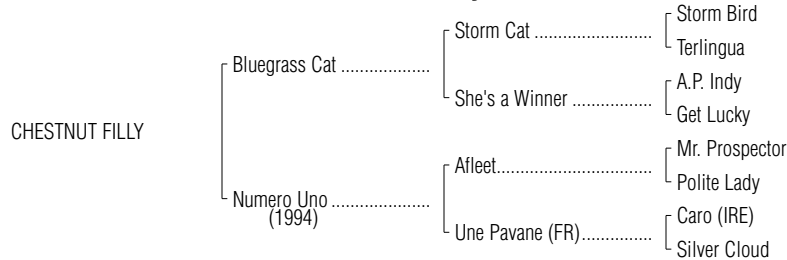 Storm Bird
Storm Cat ........................
Terlingua
Bluegrass Cat ...................
A.P. Indy
She's a Winner ................
Get Lucky
CHESTNUT FILLY
Mr. Prospector
Afleet...............................
Polite Lady
Numero Uno ....................
(1994)
Caro (IRE)
Une Pavane (FR)..............
Silver Cloud